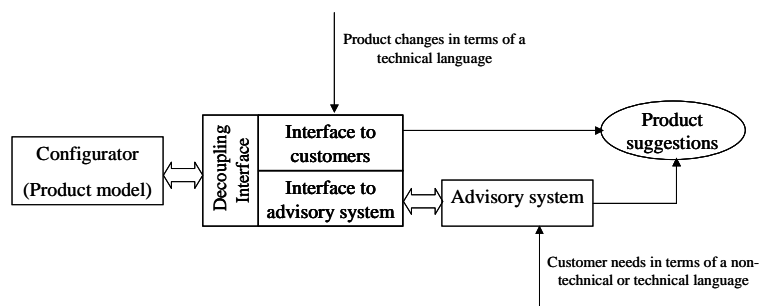 Product changes in terms of a
technical language
Configurator
(Product model)
Decoupling
Interface
Interface to
customers
Interface to
advisory system
Advisory system
Product
suggestions
Customer needs in terms of a non-
technical or technical language